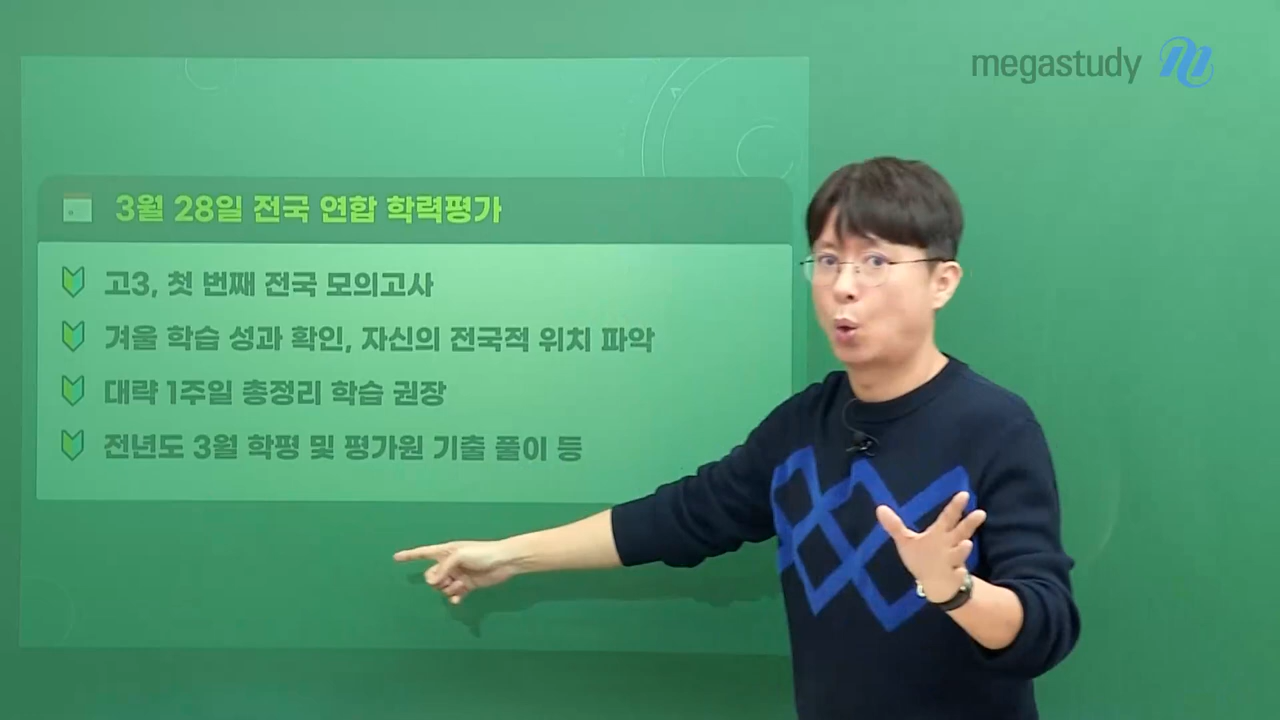 megastudy
3월 28일 전국 연합 학력평가
고3, 첫 번째 전국 모의고사
겨울 학습 성과 확인, 자신의 전국적 위치 파악
대략 1주일 총정리 학습 권장
전년도 3월 학평 및 평가원 기출 풀이 등